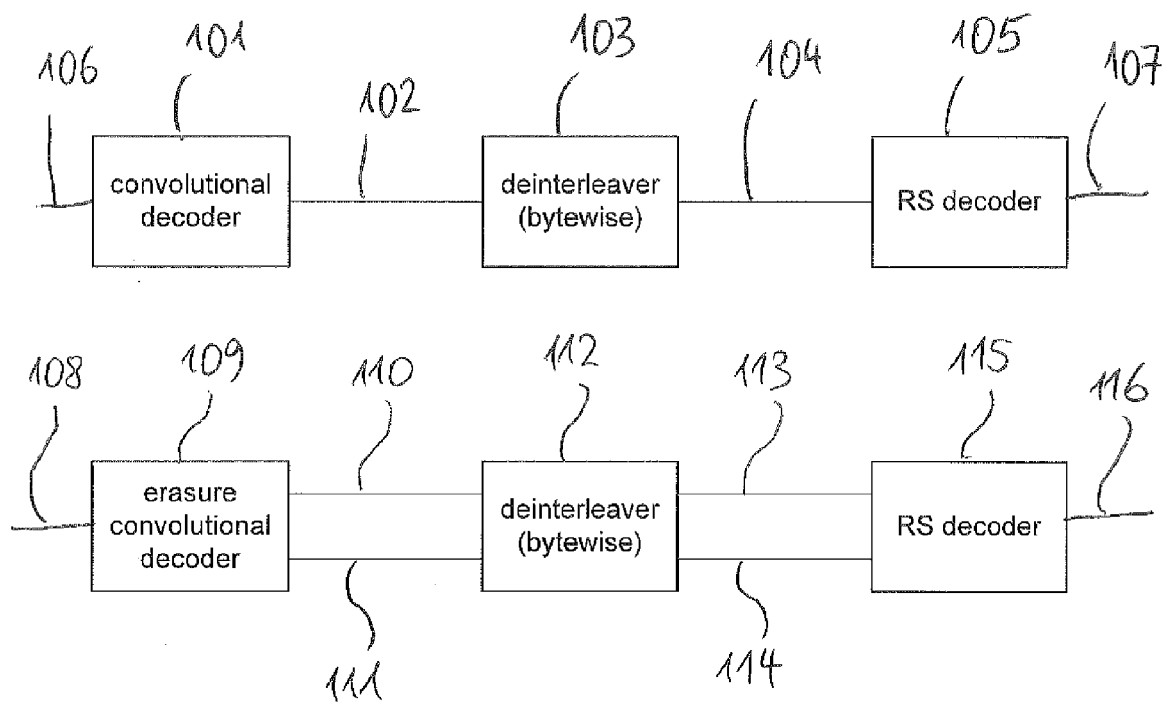 106 101 102 103 104 105 107
convolutional
decoder
deinterleaver
(bytewise)
RS decoder
108 109 110 112 113 115 116
erasure
convolutional
decoder
deinterleaver
(bytewise)
RS decoder
111 114